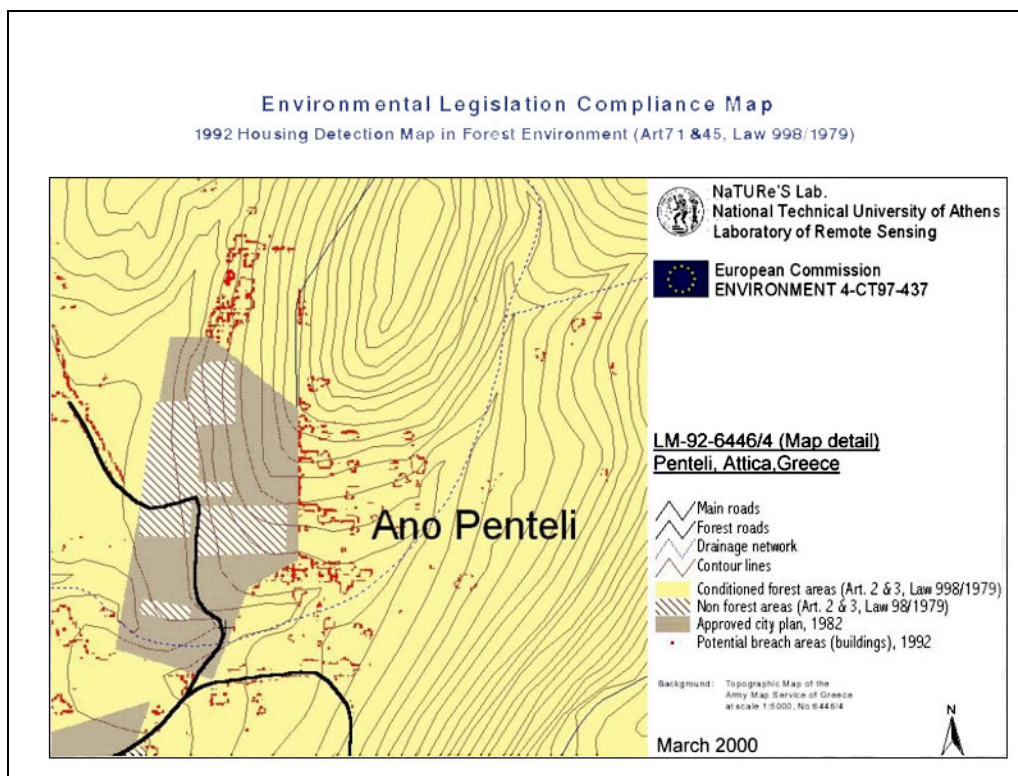 Environmental Legislation Compliance Map
1992 Housing Detection Map in Forest Environment (Art71 &45, Law 998/1979)
NaTURe'S Lab.
National Technical University of Athens
Laboratory of Remote Sensing
European Commission
ENVIRONMENT 4-CT97-437
LM-92-6446/4 (Map detail)
Penteli, Attica,Greece
Ano Penteli
Main roads
Forest roads
Drainage network
Contour lines
Conditioned forest areas (Art. 2 & 3, Law 998/1979)
Non forest areas (Art. 2 & 3, Law 98/1979)
Approved city plan, 1982
Potential breach areas (buildings), 1992
Background: Topographic Map of the
Army Map Service of Greece
at scale 1:5000, No:6446/4
N
March 2000